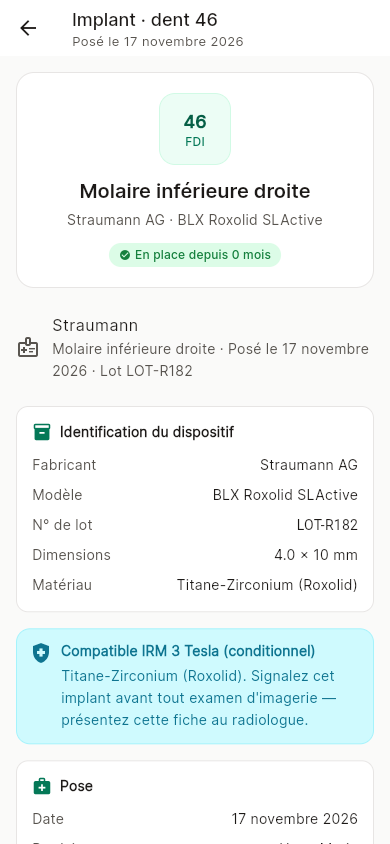 Implant · dent 46
Posé le 17 novembre 2026
46
FDI
Molaire inférieure droite
Straumann AG · BLX Roxolid SLActive
En place depuis 0 mois
Straumann
Molaire inférieure droite · Posé le 17 novembre
2026 · Lot LOT-R182
Identification du dispositif
Fabricant Straumann AG
Modèle BLX Roxolid SLActive
N° de lot LOT-R182
Dimensions 4.0 × 10 mm
Matériau Titane-Zirconium (Roxolid)
Compatible IRM 3 Tesla (conditionnel)
Titane-Zirconium (Roxolid). Signalez cet
implant avant tout examen d'imagerie —
présentez cette fiche au radiologue.
Pose
Date 17 novembre 2026